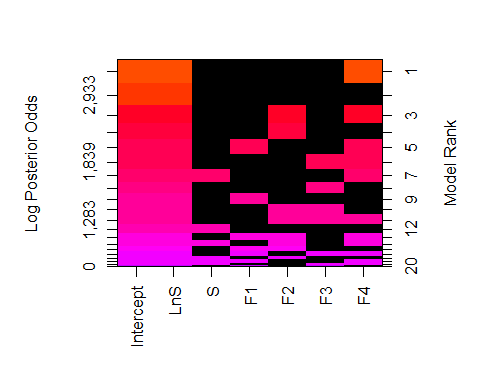 Log Posterior Odds
2,933
1,839
1,283
0
1
3
5
7
9
12
20
Model Rank
Intercept
LnS
S
F1
F2
F3
F4